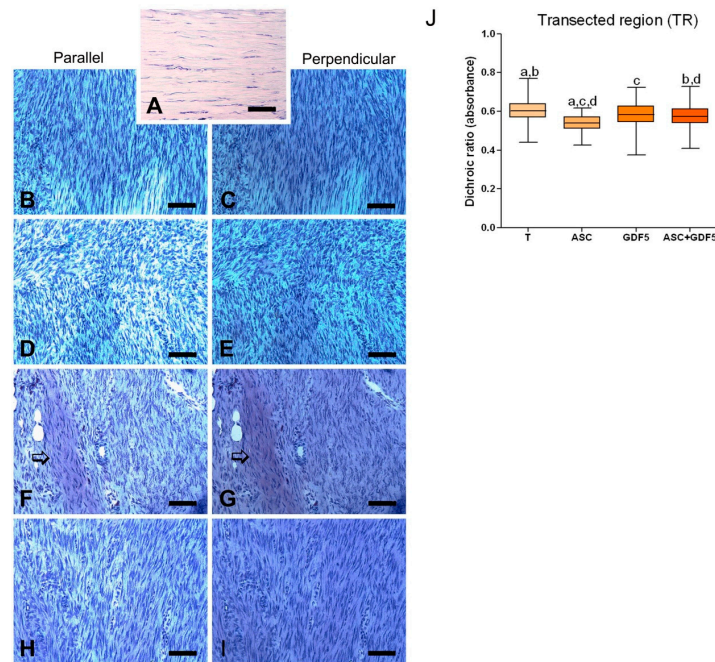 Parallel
Perpendicular
A
B
C
D
E
F
G
H
I
J
Transected region (TR)
Dichroic ratio (absorbance)
1.0
0.8
0.6
0.4
0.2
0.0
a,b
a,c,d
c
b,d
T
ASC
GDF5
ASC+GDF5